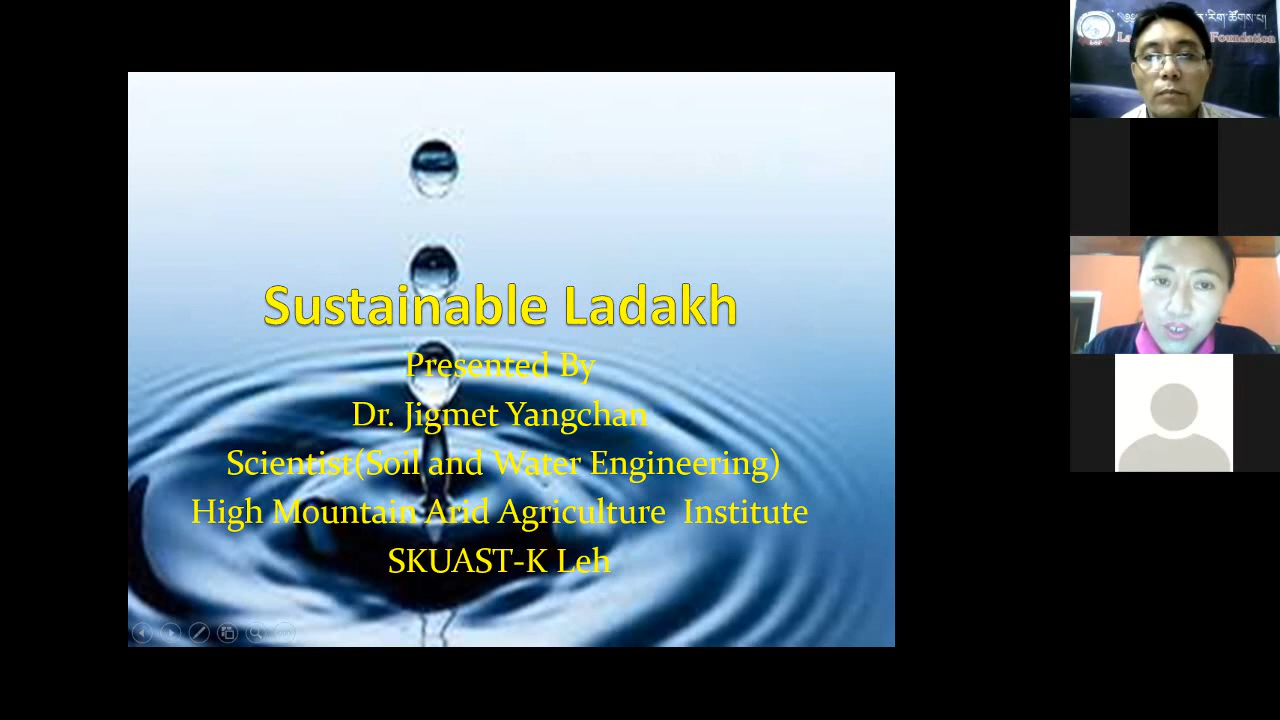 Sustainable Ladakh
Presented By
Dr. Jigmet Yangchan
Scientist(Soil and Water Engineering)
High Mountain Arid Agriculture Institute
SKUAST-K Leh
Foundation